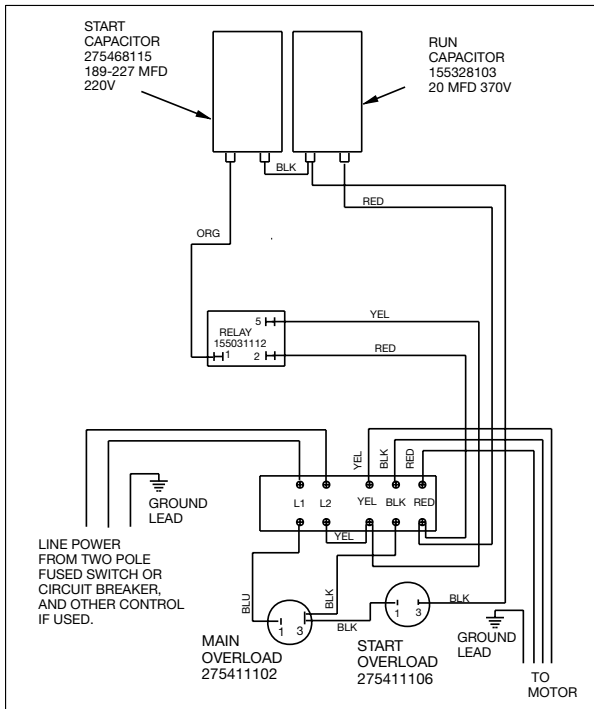 START
CAPACITOR
275468115
189-227 MFD
220V
RUN
CAPACITOR
155328103
20 MFD 370V
BLK
RED
ORG
5
YEL
RELAY
155031112
1
2
RED
YEL
BLK
RED
GROUND
LEAD
L1
L2
YEL
BLK
RED
YEL
LINE POWER
FROM TWO POLE
FUSED SWITCH OR
CIRCUIT BREAKER,
AND OTHER CONTROL
IF USED.
BLU
BLK
1
3
BLK
1
3
BLK
MAIN
OVERLOAD
275411102
START
OVERLOAD
275411106
GROUND
LEAD
TO
MOTOR